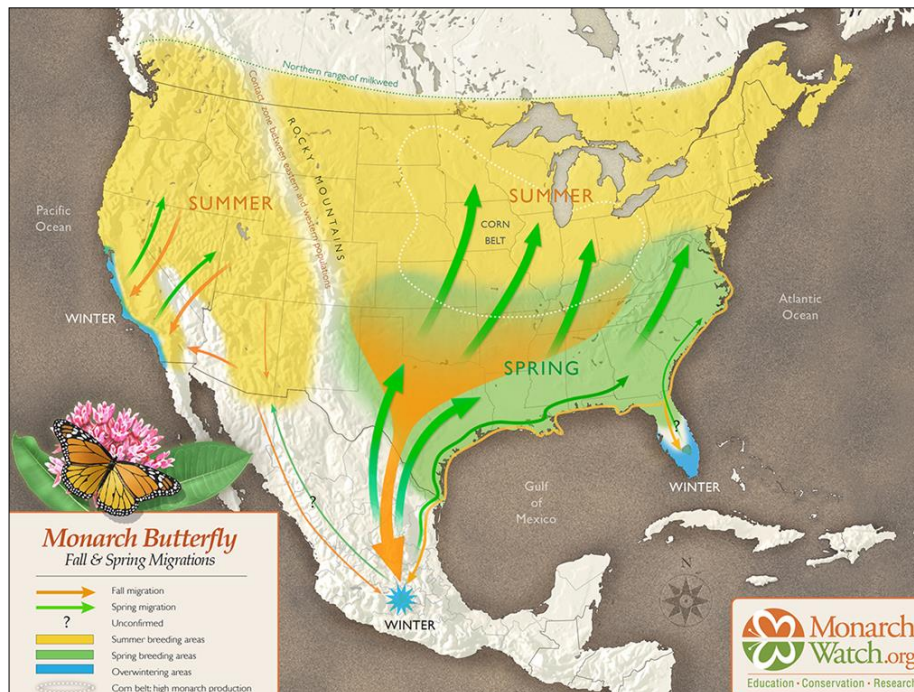 Northern range of milkweed
Contact zone between eastern and western populations
ROCKY MOUNTAINS
SUMMER
SUMMER
CORN
BELT
Pacific
Ocean
Atlantic
Ocean
WINTER
SPRING
?
?
WINTER
Gulf
of
Mexico
N
WINTER
Monarch Butterfly
Fall & Spring Migrations
Fall migration
Spring migration
? Unconfirmed
Summer breeding areas
Spring breeding areas
Overwintering areas
Corn belt; high monarch production
Monarch
Watch.org
Education • Conservation • Research